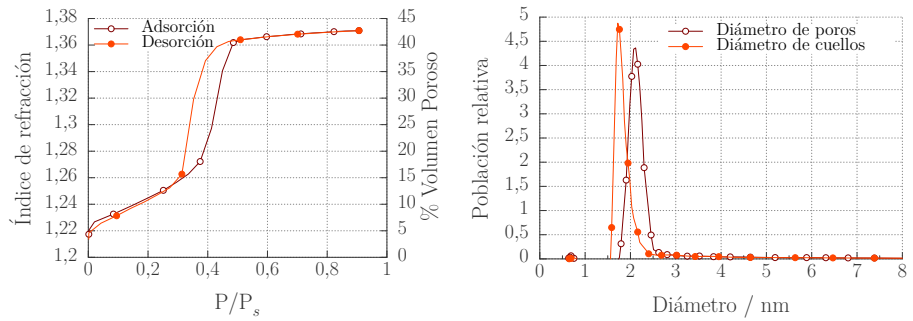 Índice de refracción
1,38
1,36
1,34
1,32
1,3
1,28
1,26
1,24
1,22
1,2
Adsorción
Desorción
45
40
35
30
25
20
15
10
5
0
% Volumen Poroso
0 0,2 0,4 0,6 0,8 1
P/Pₛ
Población relativa
5
4,5
4
3,5
3
2,5
2
1,5
1
0,5
Diámetro de poros
Diámetro de cuellos
0 1 2 3 4 5 6 7 8
Diámetro / nm